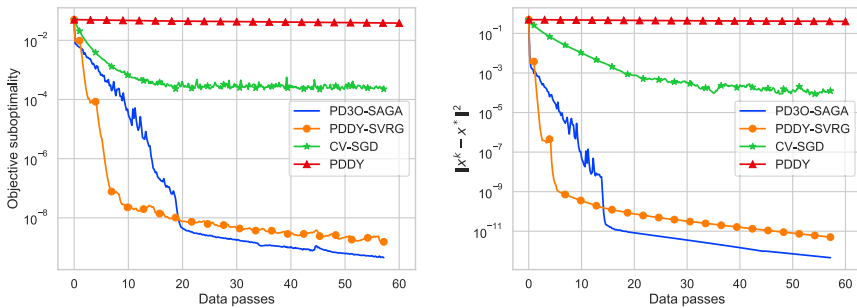 Objective suboptimality
10⁻²
10⁻⁴
10⁻⁶
10⁻⁸
0 10 20 30 40 50 60
Data passes
PD3O-SAGA
PDDY-SVRG
CV-SGD
PDDY
‖x^k − x^*‖²
10⁻¹
10⁻³
10⁻⁵
10⁻⁷
10⁻⁹
10⁻¹¹
0 10 20 30 40 50 60
Data passes
PD3O-SAGA
PDDY-SVRG
CV-SGD
PDDY